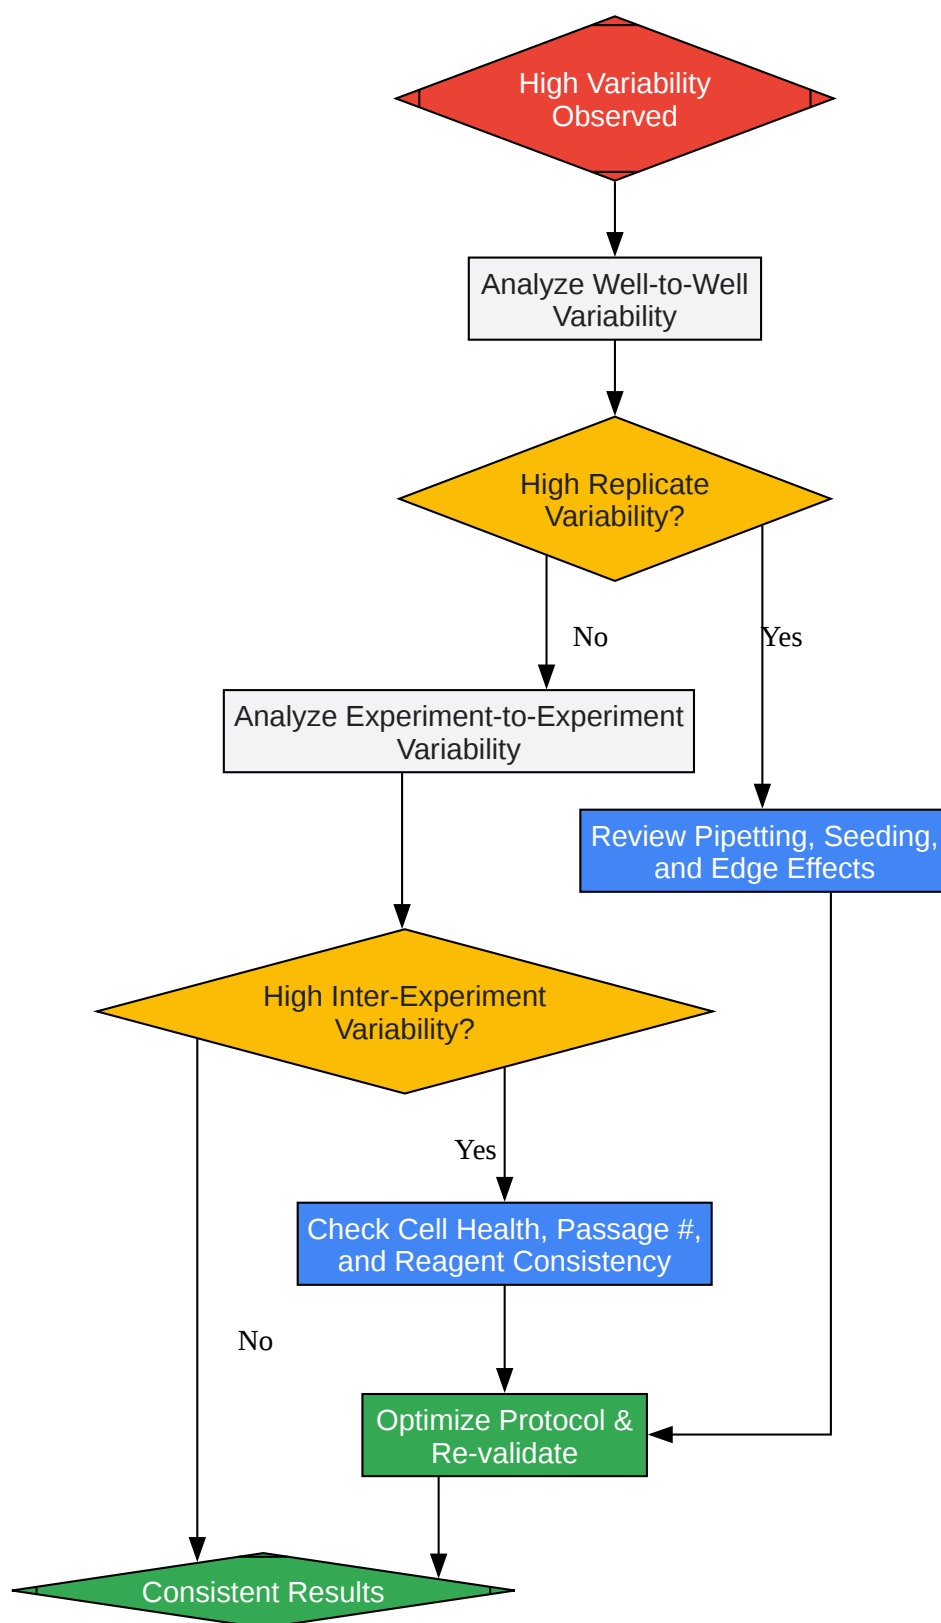 High Variability
Observed
Analyze Well-to-Well
Variability
High Replicate
Variability?
No
Yes
Analyze Experiment-to-Experiment
Variability
Review Pipetting, Seeding,
and Edge Effects
High Inter-Experiment
Variability?
Yes
Check Cell Health, Passage #,
and Reagent Consistency
No
Optimize Protocol &
Re-validate
Consistent Results